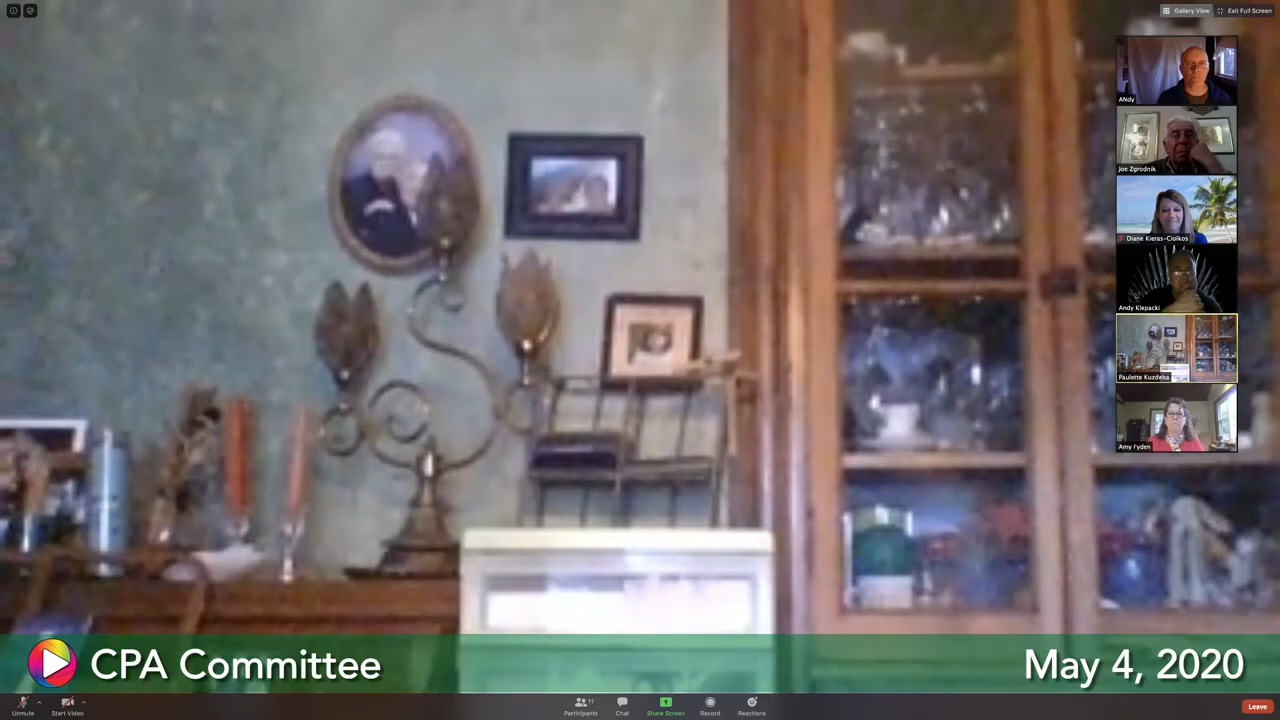 Gallery View
Exit Full Screen
ANdy
Joe Zgrodnik
Diane Kieras-Ciolkos
Andy Klepacki
Paulette Kuzdeba
Amy Fyden
CPA Committee
May 4, 2020
Unmute
Start Video
Participants
11
Chat
Share Screen
Record
Reactions
Leave